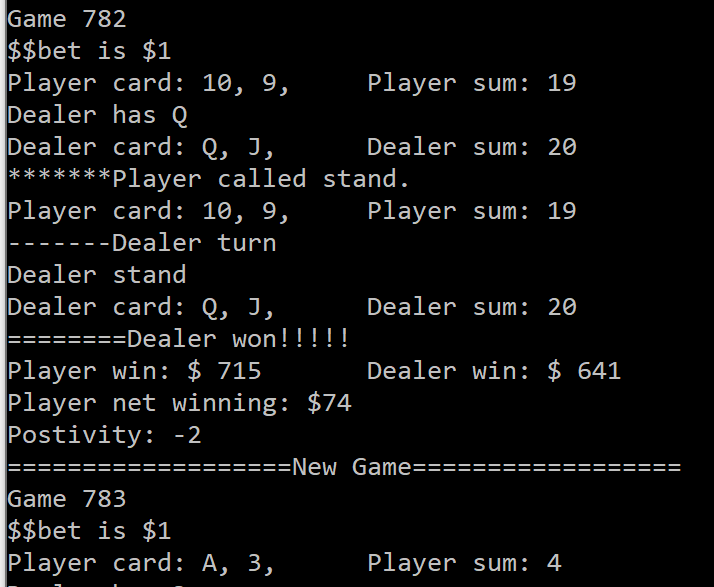 Game 782
$$bet is $1
Player card: 10, 9,     Player sum: 19
Dealer has Q
Dealer card: Q, J,      Dealer sum: 20
*******Player called stand.
Player card: 10, 9,     Player sum: 19
-------Dealer turn
Dealer stand
Dealer card: Q, J,      Dealer sum: 20
========Dealer won!!!!!
Player win: $ 715       Dealer win: $ 641
Player net winning: $74
Postivity: -2
===================New Game==================
Game 783
$$bet is $1
Player card: A, 3,      Player sum: 4